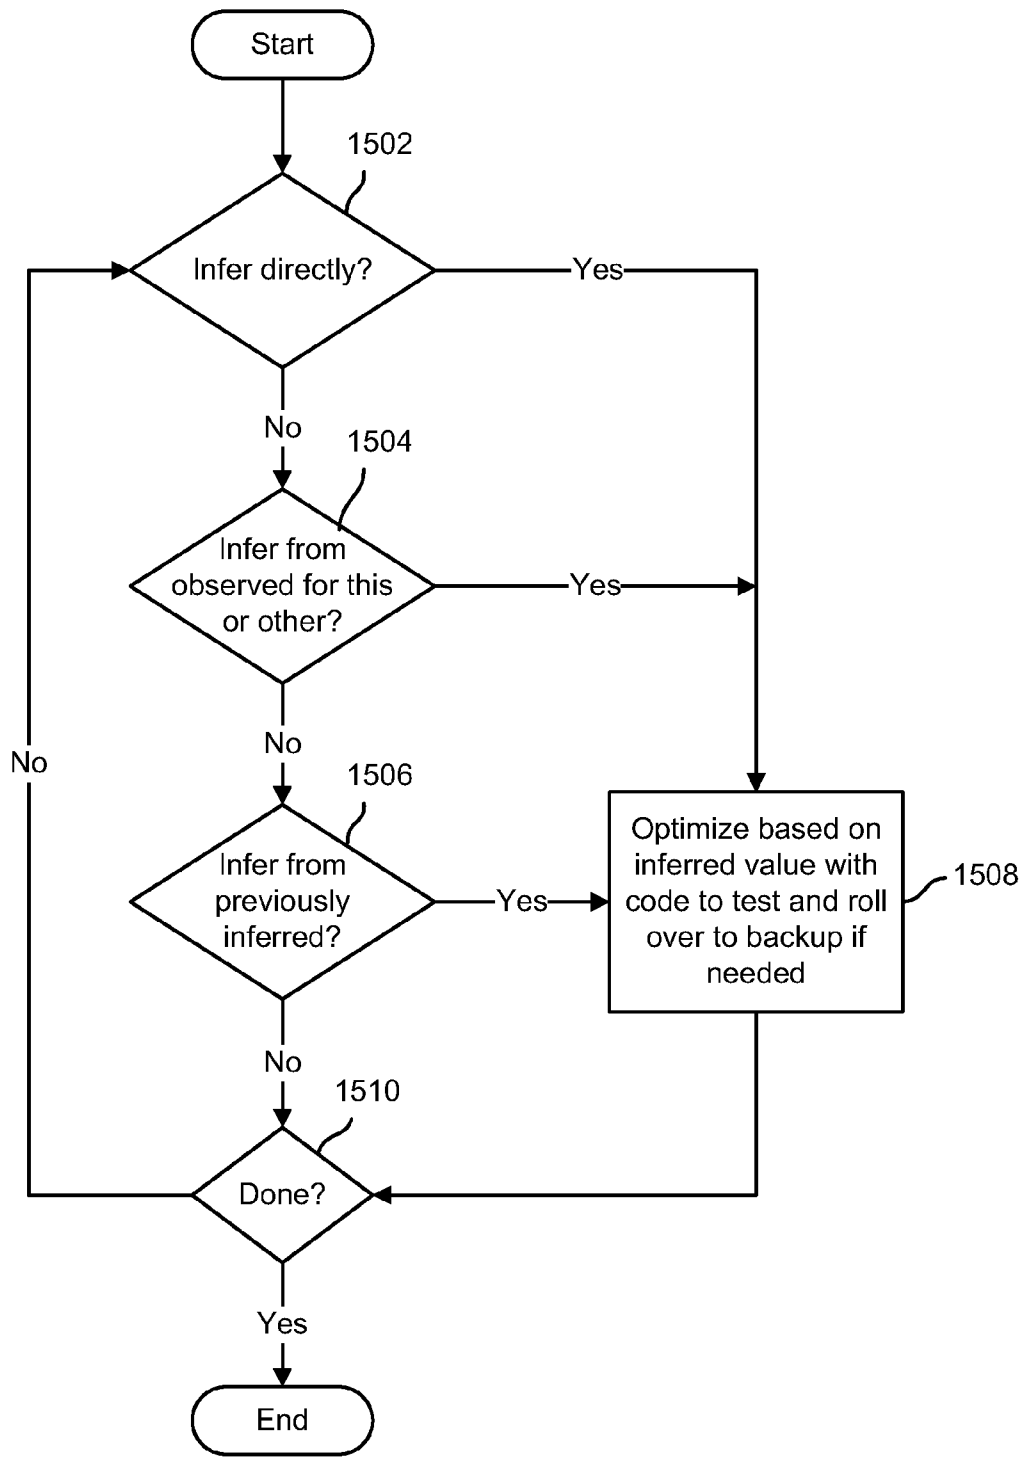 Start
1502
Infer directly?
Yes
No
1504
Infer from
observed for this
or other?
Yes
No
No
1506
Infer from
previously
inferred?
Yes
Optimize based on
inferred value with
code to test and roll
over to backup if
needed
1508
No
1510
Done?
Yes
End